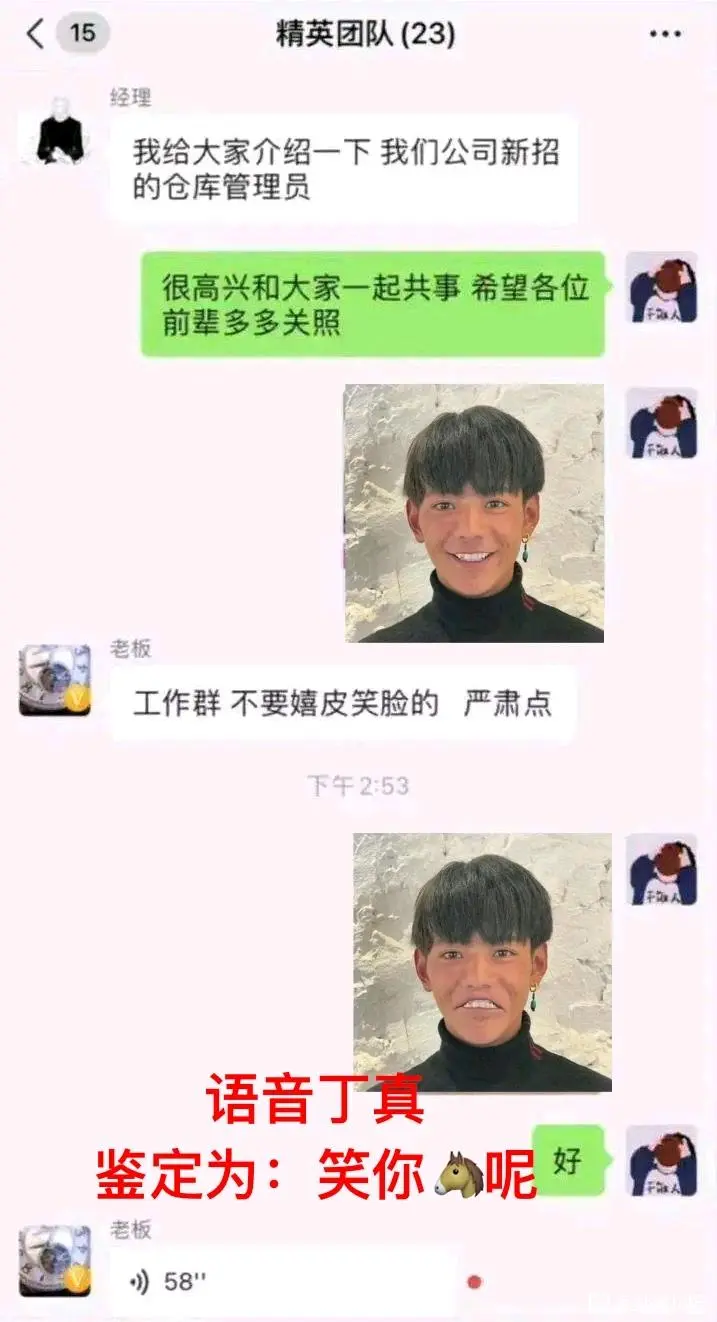 15
精英团队(23)
经理
我给大家介绍一下 我们公司新招
的仓库管理员
很高兴和大家一起共事 希望各位
前辈多多关照
老板
工作群 不要嬉皮笑脸的 严肃点
下午 2:53
语音丁真
鉴定为：笑你🐴呢
好
老板
58''